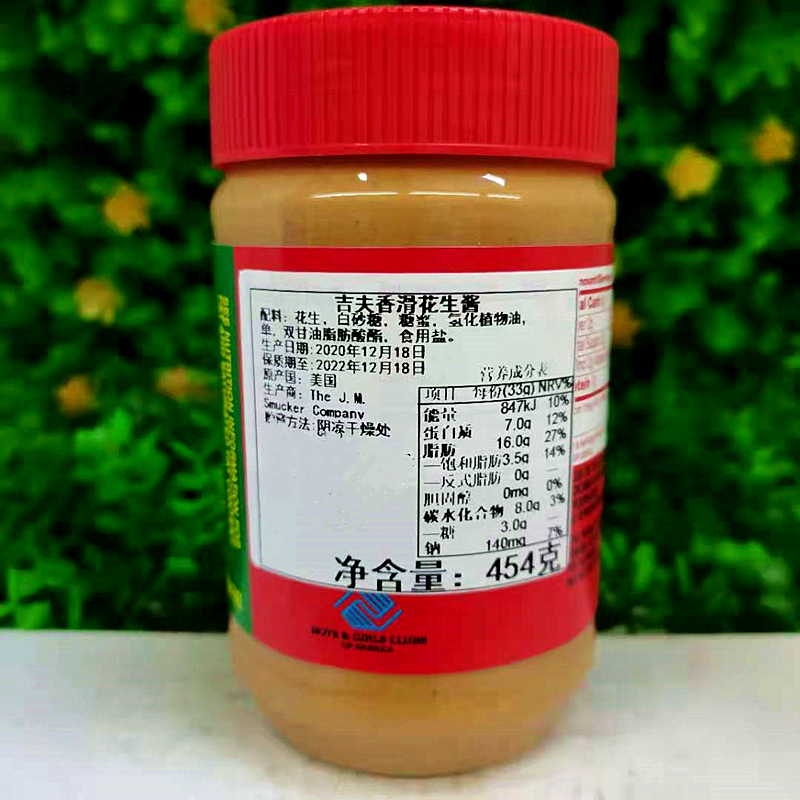 吉夫香滑花生酱
配料: 花生, 白砂糖, 糖蜜, 氢化植物油,
单, 双甘油脂肪酸酯, 食用盐。
生产日期:2020年12月18日
保质期至:2022年12月18日
原产国: 美国
生产商: The J.M.
Smucker Company
贮藏方法:阴凉干燥处
营养成分表
项目 每份(33g) NRV%
能量 847kJ 10%
蛋白质 7.0g 12%
脂肪 16.0g 27%
—饱和脂肪 3.5g 14%
—反式脂肪 0g —
胆固醇 0mg 0%
碳水化合物 8.0g 3%
—糖 3.0g —
钠 140mg 7%
净含量: 454克
BOYS & GIRLS CLUBS
OF AMERICA
SEE NUTRITION INFORMATION FOR